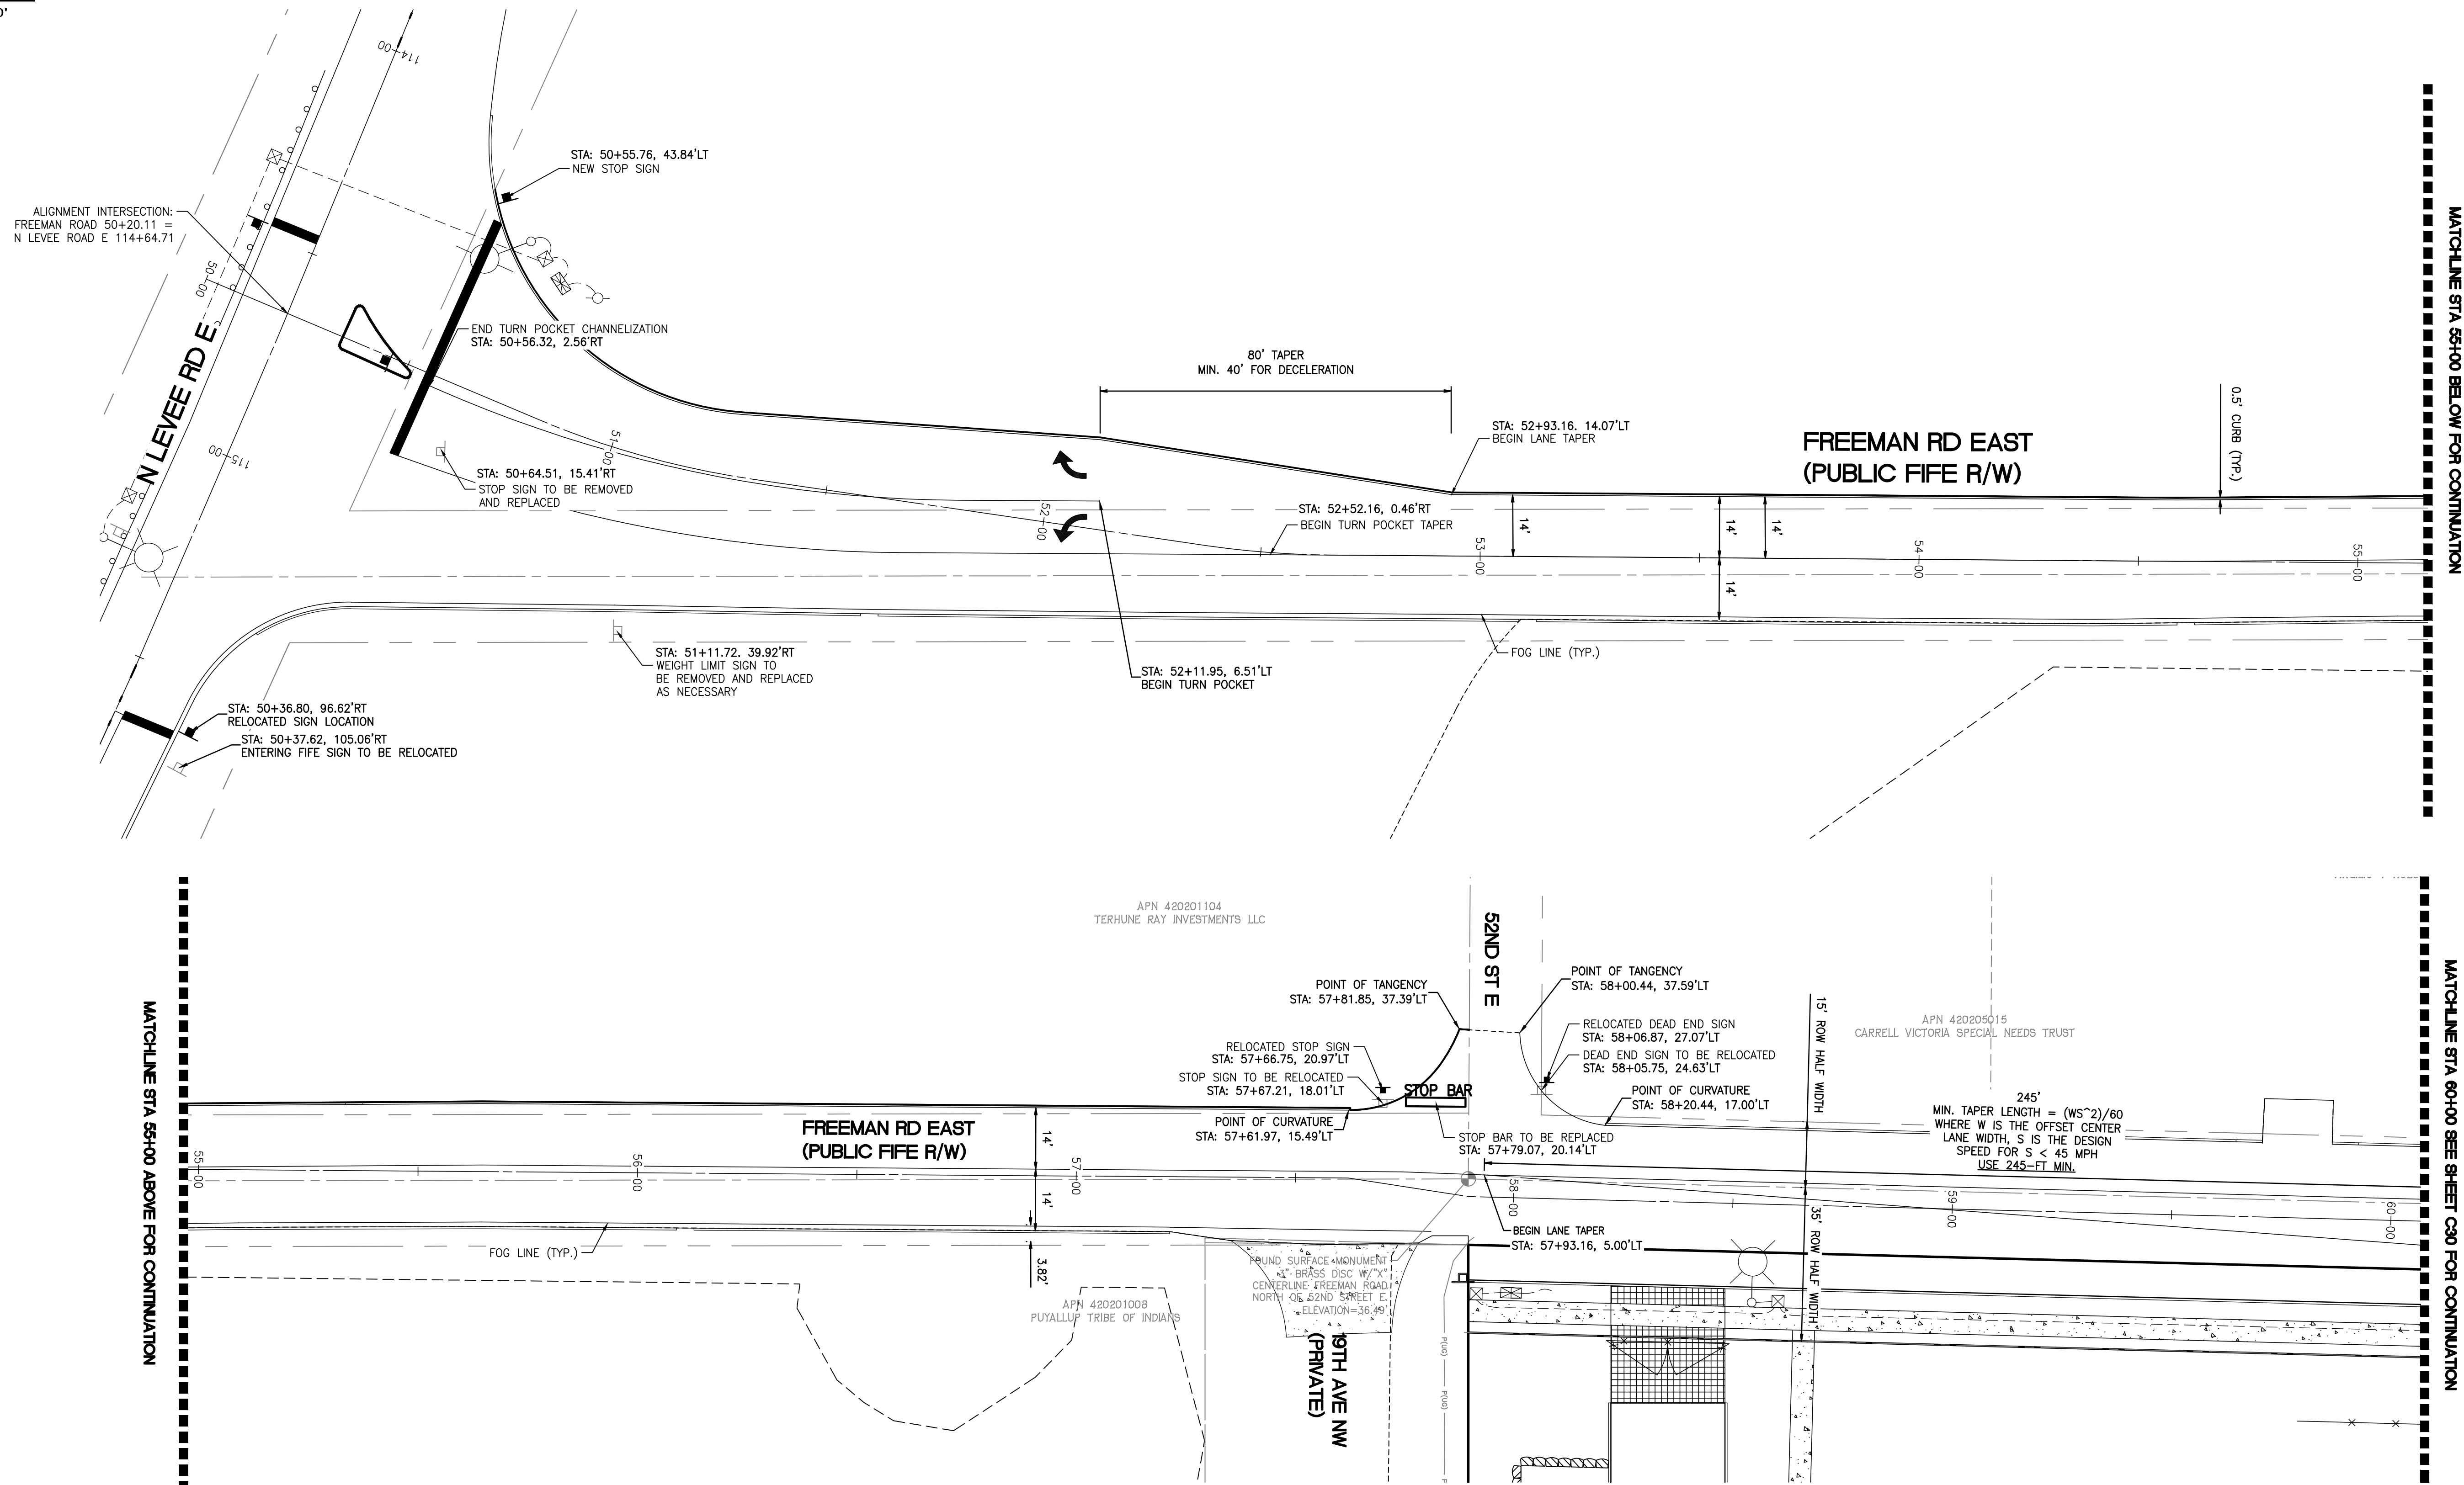 0'
114+00
STA: 50+55.76, 43.84'LT
NEW STOP SIGN
ALIGNMENT INTERSECTION:
FREEMAN ROAD 50+20.11 =
N LEVEE ROAD E 114+64.71
50+00
N LEVEE RD E
115+00
END TURN POCKET CHANNELIZATION
STA: 50+56.32, 2.56'RT
51+00
STA: 50+64.51, 15.41'RT
STOP SIGN TO BE REMOVED
AND REPLACED
80' TAPER
MIN. 40' FOR DECELERATION
STA: 52+93.16. 14.07'LT
BEGIN LANE TAPER
FREEMAN RD EAST
(PUBLIC FIFE R/W)
0.5' CURB (TYP.)
MATCHLINE STA 55+00 BELOW FOR CONTINUATION
STA: 52+52.16, 0.46'RT
BEGIN TURN POCKET TAPER
52+00
14'
14'
14'
14'
53+00
54+00
55+00
STA: 51+11.72. 39.92'RT
WEIGHT LIMIT SIGN TO
BE REMOVED AND REPLACED
AS NECESSARY
STA: 52+11.95, 6.51'LT
BEGIN TURN POCKET
FOG LINE (TYP.)
STA: 50+36.80, 96.62'RT
RELOCATED SIGN LOCATION
STA: 50+37.62, 105.06'RT
ENTERING FIFE SIGN TO BE RELOCATED
MATCHLINE STA 55+00 ABOVE FOR CONTINUATION
APN 420201104
TERHUNE RAY INVESTMENTS LLC
52ND ST E
POINT OF TANGENCY
STA: 57+81.85, 37.39'LT
POINT OF TANGENCY
STA: 58+00.44, 37.59'LT
RELOCATED STOP SIGN
STA: 57+66.75, 20.97'LT
STOP SIGN TO BE RELOCATED
STA: 57+67.21, 18.01'LT
STOP BAR
RELOCATED DEAD END SIGN
STA: 58+06.87, 27.07'LT
DEAD END SIGN TO BE RELOCATED
STA: 58+05.75, 24.63'LT
POINT OF CURVATURE
STA: 58+20.44, 17.00'LT
POINT OF CURVATURE
STA: 57+61.97, 15.49'LT
STOP BAR TO BE REPLACED
STA: 57+79.07, 20.14'LT
15' ROW HALF WIDTH
35' ROW HALF WIDTH
APN 420205015
CARRELL VICTORIA SPECIAL NEEDS TRUST
245'
MIN. TAPER LENGTH = (WS^2)/60
WHERE W IS THE OFFSET CENTER
LANE WIDTH, S IS THE DESIGN
SPEED FOR S < 45 MPH
USE 245-FT MIN.
FREEMAN RD EAST
(PUBLIC FIFE R/W)
14'
14'
3.82'
55+00
56+00
57+00
58+00
59+00
60+00
FOG LINE (TYP.)
BEGIN LANE TAPER
STA: 57+93.16, 5.00'LT
FOUND SURFACE MONUMENT
3" BRASS DISC W/"X"
CENTERLINE FREEMAN ROAD
NORTH OF 52ND STREET E.
ELEVATION=36.49'
APN 420201008
PUYALLUP TRIBE OF INDIANS
19TH AVE NW
(PRIVATE)
P(UG)
P(UG)
P
MATCHLINE STA 60+00 SEE SHEET C30 FOR CONTINUATION